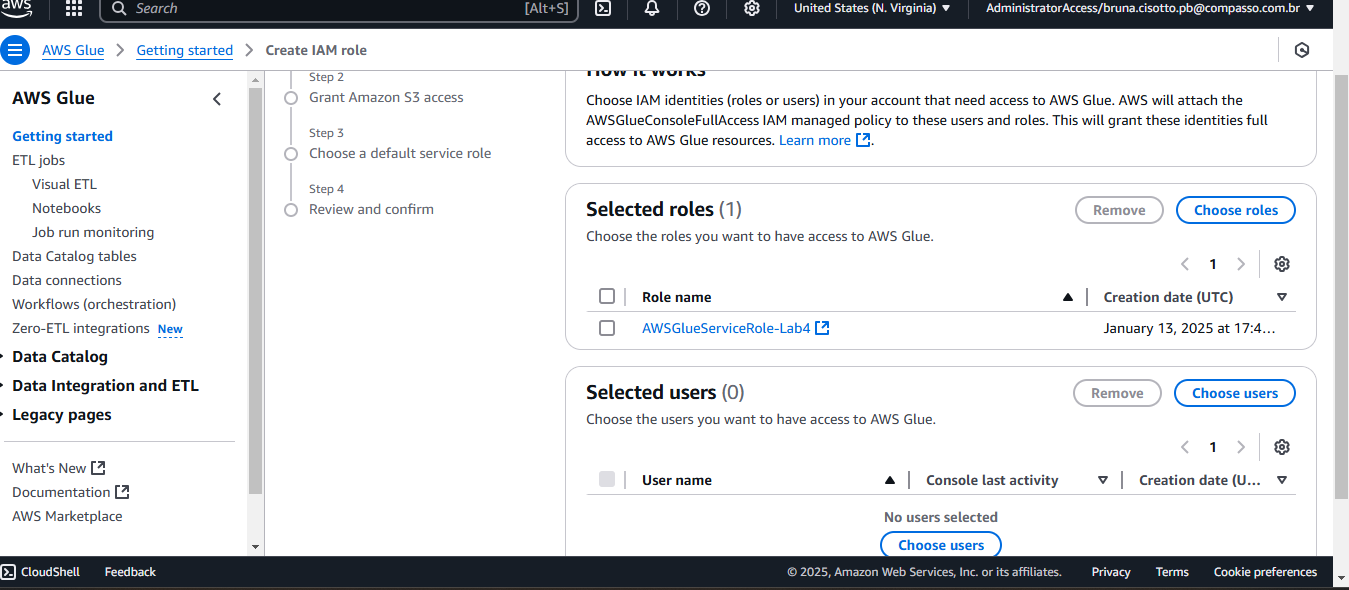 aws
Search
[Alt+S]
United States (N. Virginia)
AdministratorAccess/bruna.cisotto.pb@compasso.com.br
AWS Glue
Getting started
Create IAM role
AWS Glue
Getting started
ETL jobs
Visual ETL
Notebooks
Job run monitoring
Data Catalog tables
Data connections
Workflows (orchestration)
Zero-ETL integrations New
Data Catalog
Data Integration and ETL
Legacy pages
What's New
Documentation
AWS Marketplace
Step 2
Grant Amazon S3 access
Step 3
Choose a default service role
Step 4
Review and confirm
How it works
Choose IAM identities (roles or users) in your account that need access to AWS Glue. AWS will attach the
AWSGlueConsoleFullAccess IAM managed policy to these users and roles. This will grant these identities full
access to AWS Glue resources. Learn more .
Selected roles (1)
Remove
Choose roles
Choose the roles you want to have access to AWS Glue.
1
Role name
Creation date (UTC)
AWSGlueServiceRole-Lab4
January 13, 2025 at 17:4...
Selected users (0)
Remove
Choose users
Choose the users you want to have access to AWS Glue.
1
User name
Console last activity
Creation date (U...
No users selected
Choose users
CloudShell
Feedback
© 2025, Amazon Web Services, Inc. or its affiliates.
Privacy
Terms
Cookie preferences